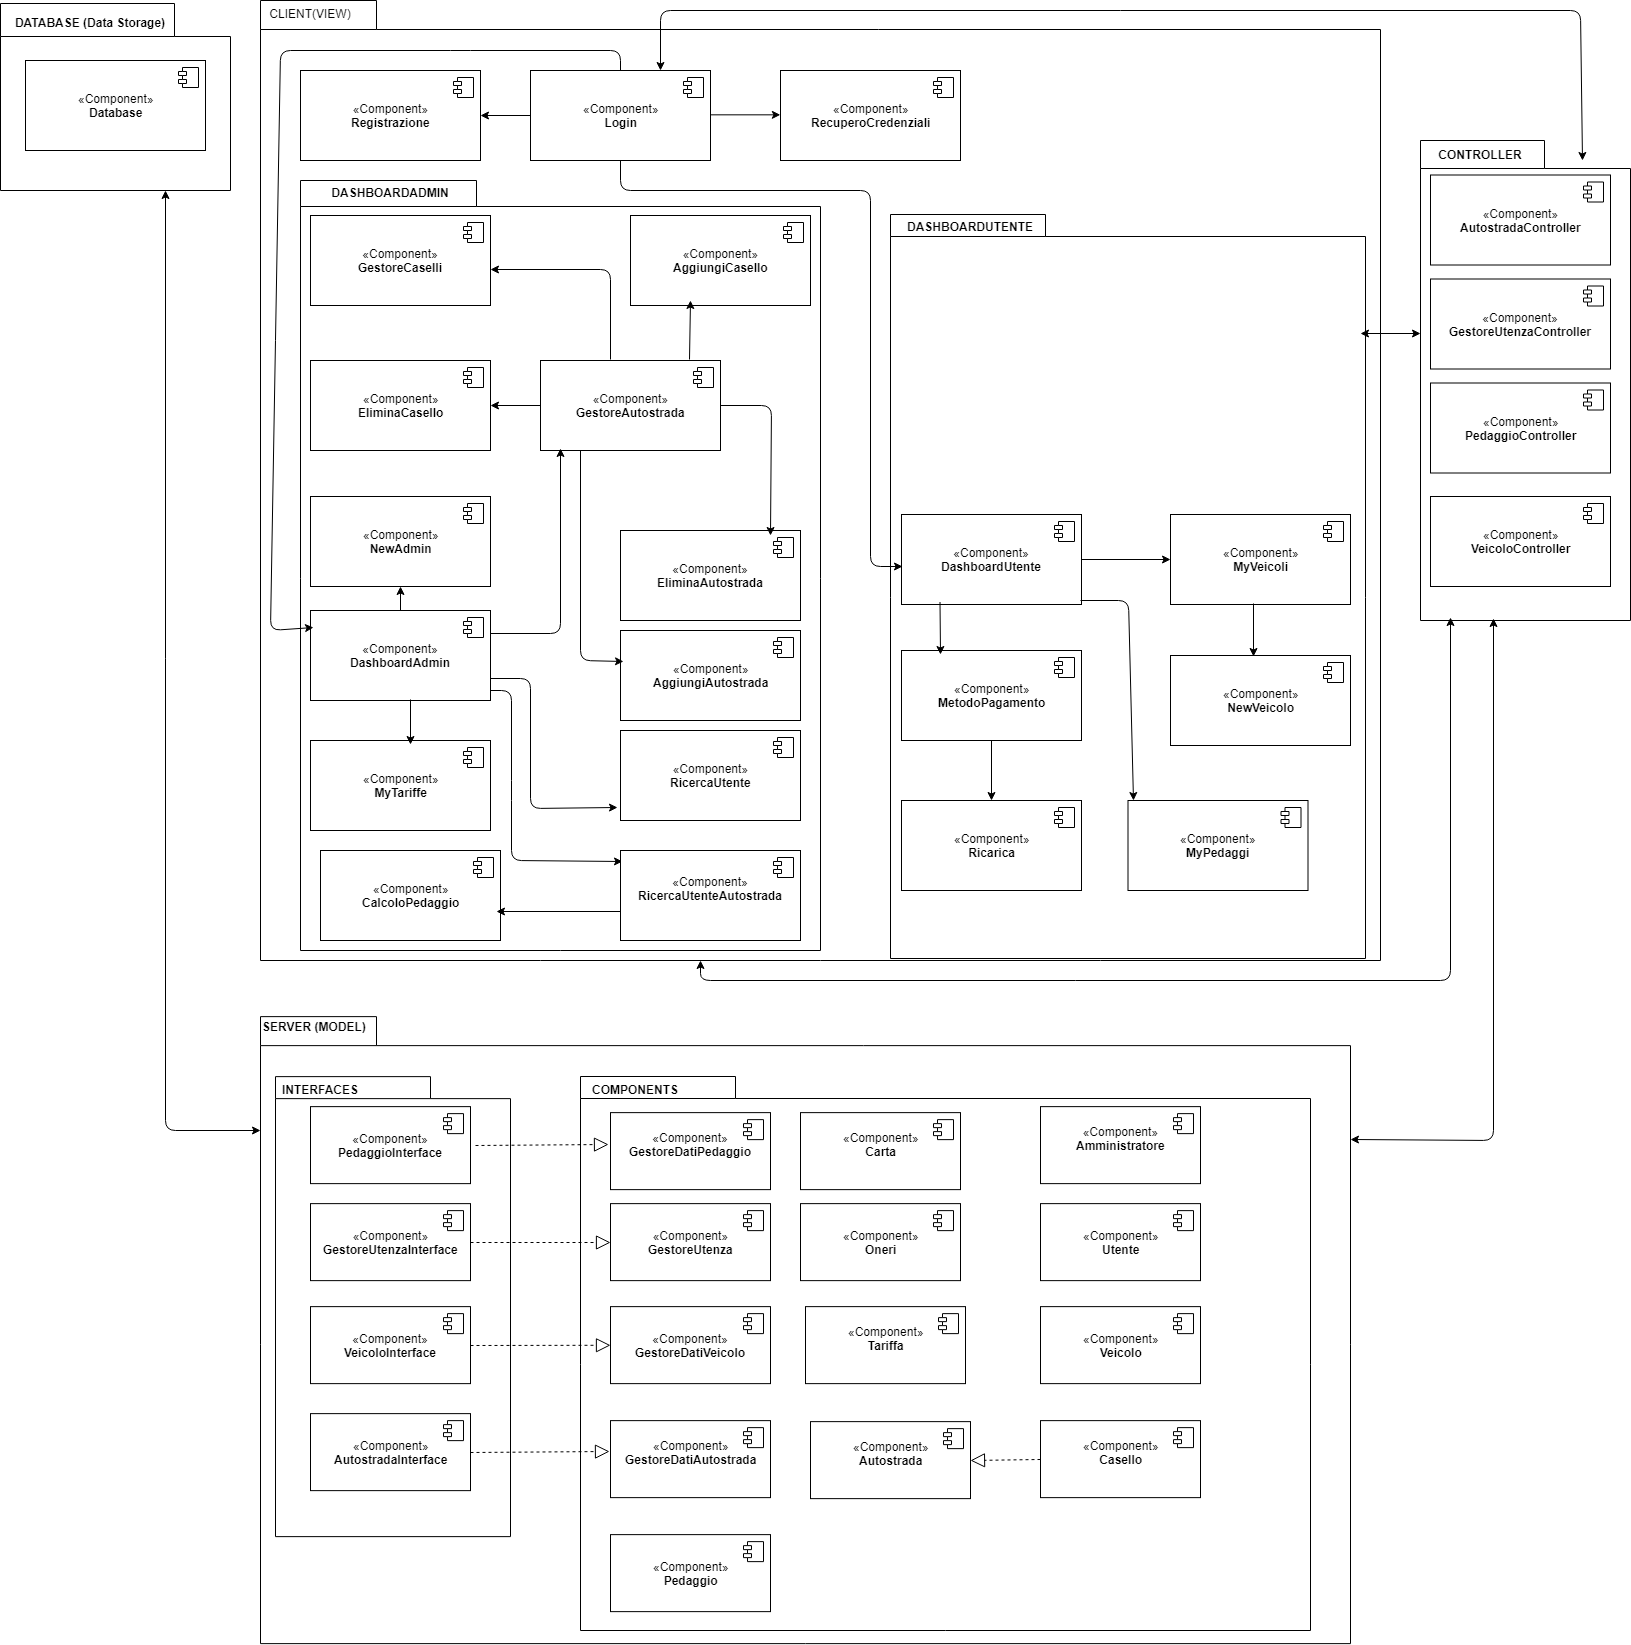 DATABASE (Data Storage)
«Component»
Database
CLIENT(VIEW)
«Component»
Registrazione
«Component»
Login
«Component»
RecuperoCredenziali
DASHBOARDADMIN
«Component»
GestoreCaselli
«Component»
AggiungiCasello
«Component»
EliminaCasello
«Component»
GestoreAutostrada
«Component»
NewAdmin
«Component»
EliminaAutostrada
«Component»
DashboardAdmin
«Component»
AggiungiAutostrada
«Component»
MyTariffe
«Component»
RicercaUtente
«Component»
CalcoloPedaggio
«Component»
RicercaUtenteAutostrada
DASHBOARDUTENTE
«Component»
DashboardUtente
«Component»
MyVeicoli
«Component»
MetodoPagamento
«Component»
NewVeicolo
«Component»
Ricarica
«Component»
MyPedaggi
CONTROLLER
«Component»
AutostradaController
«Component»
GestoreUtenzaController
«Component»
PedaggioController
«Component»
VeicoloController
SERVER (MODEL)
INTERFACES
«Component»
PedaggioInterface
«Component»
GestoreUtenzaInterface
«Component»
VeicoloInterface
«Component»
AutostradaInterface
COMPONENTS
«Component»
GestoreDatiPedaggio
«Component»
Carta
«Component»
Amministratore
«Component»
GestoreUtenza
«Component»
Oneri
«Component»
Utente
«Component»
GestoreDatiVeicolo
«Component»
Tariffa
«Component»
Veicolo
«Component»
GestoreDatiAutostrada
«Component»
Autostrada
«Component»
Casello
«Component»
Pedaggio